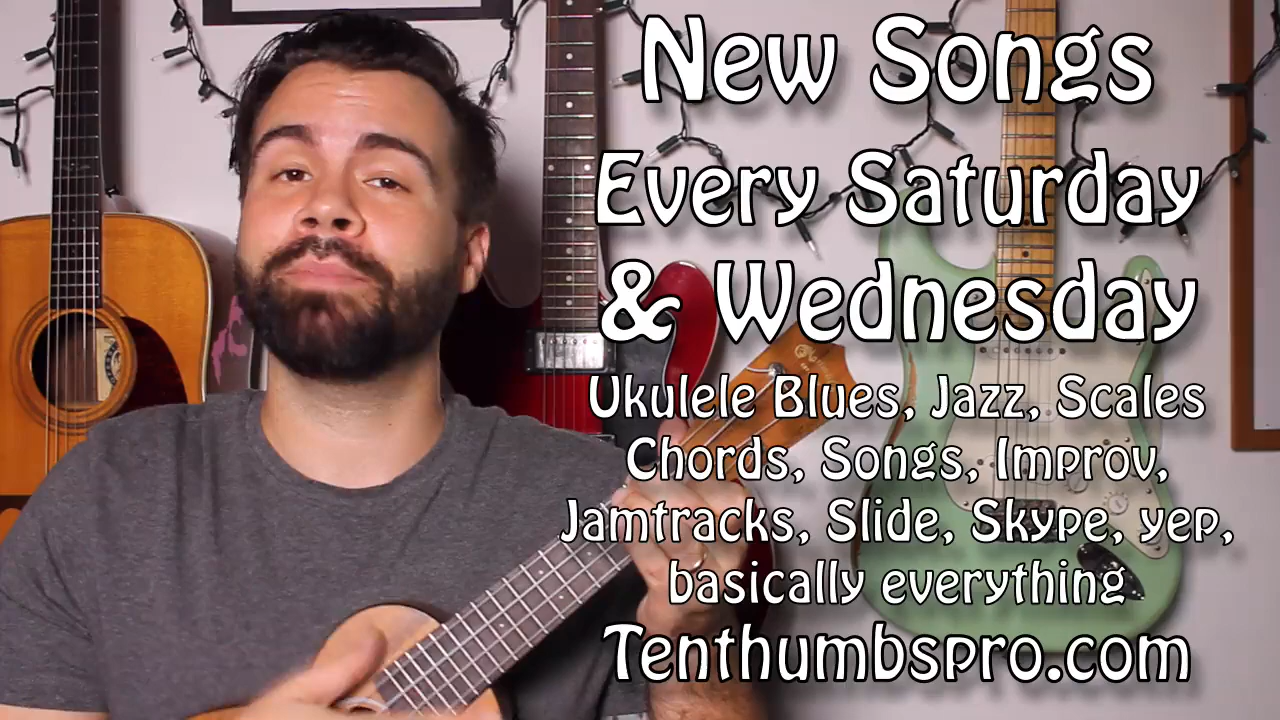 New Songs
Every Saturday
& Wednesday
Ukulele Blues, Jazz, Scales
Chords, Songs, Improv,
Jamtracks, Slide, Skype, yep,
basically everything
Tenthumbspro.com